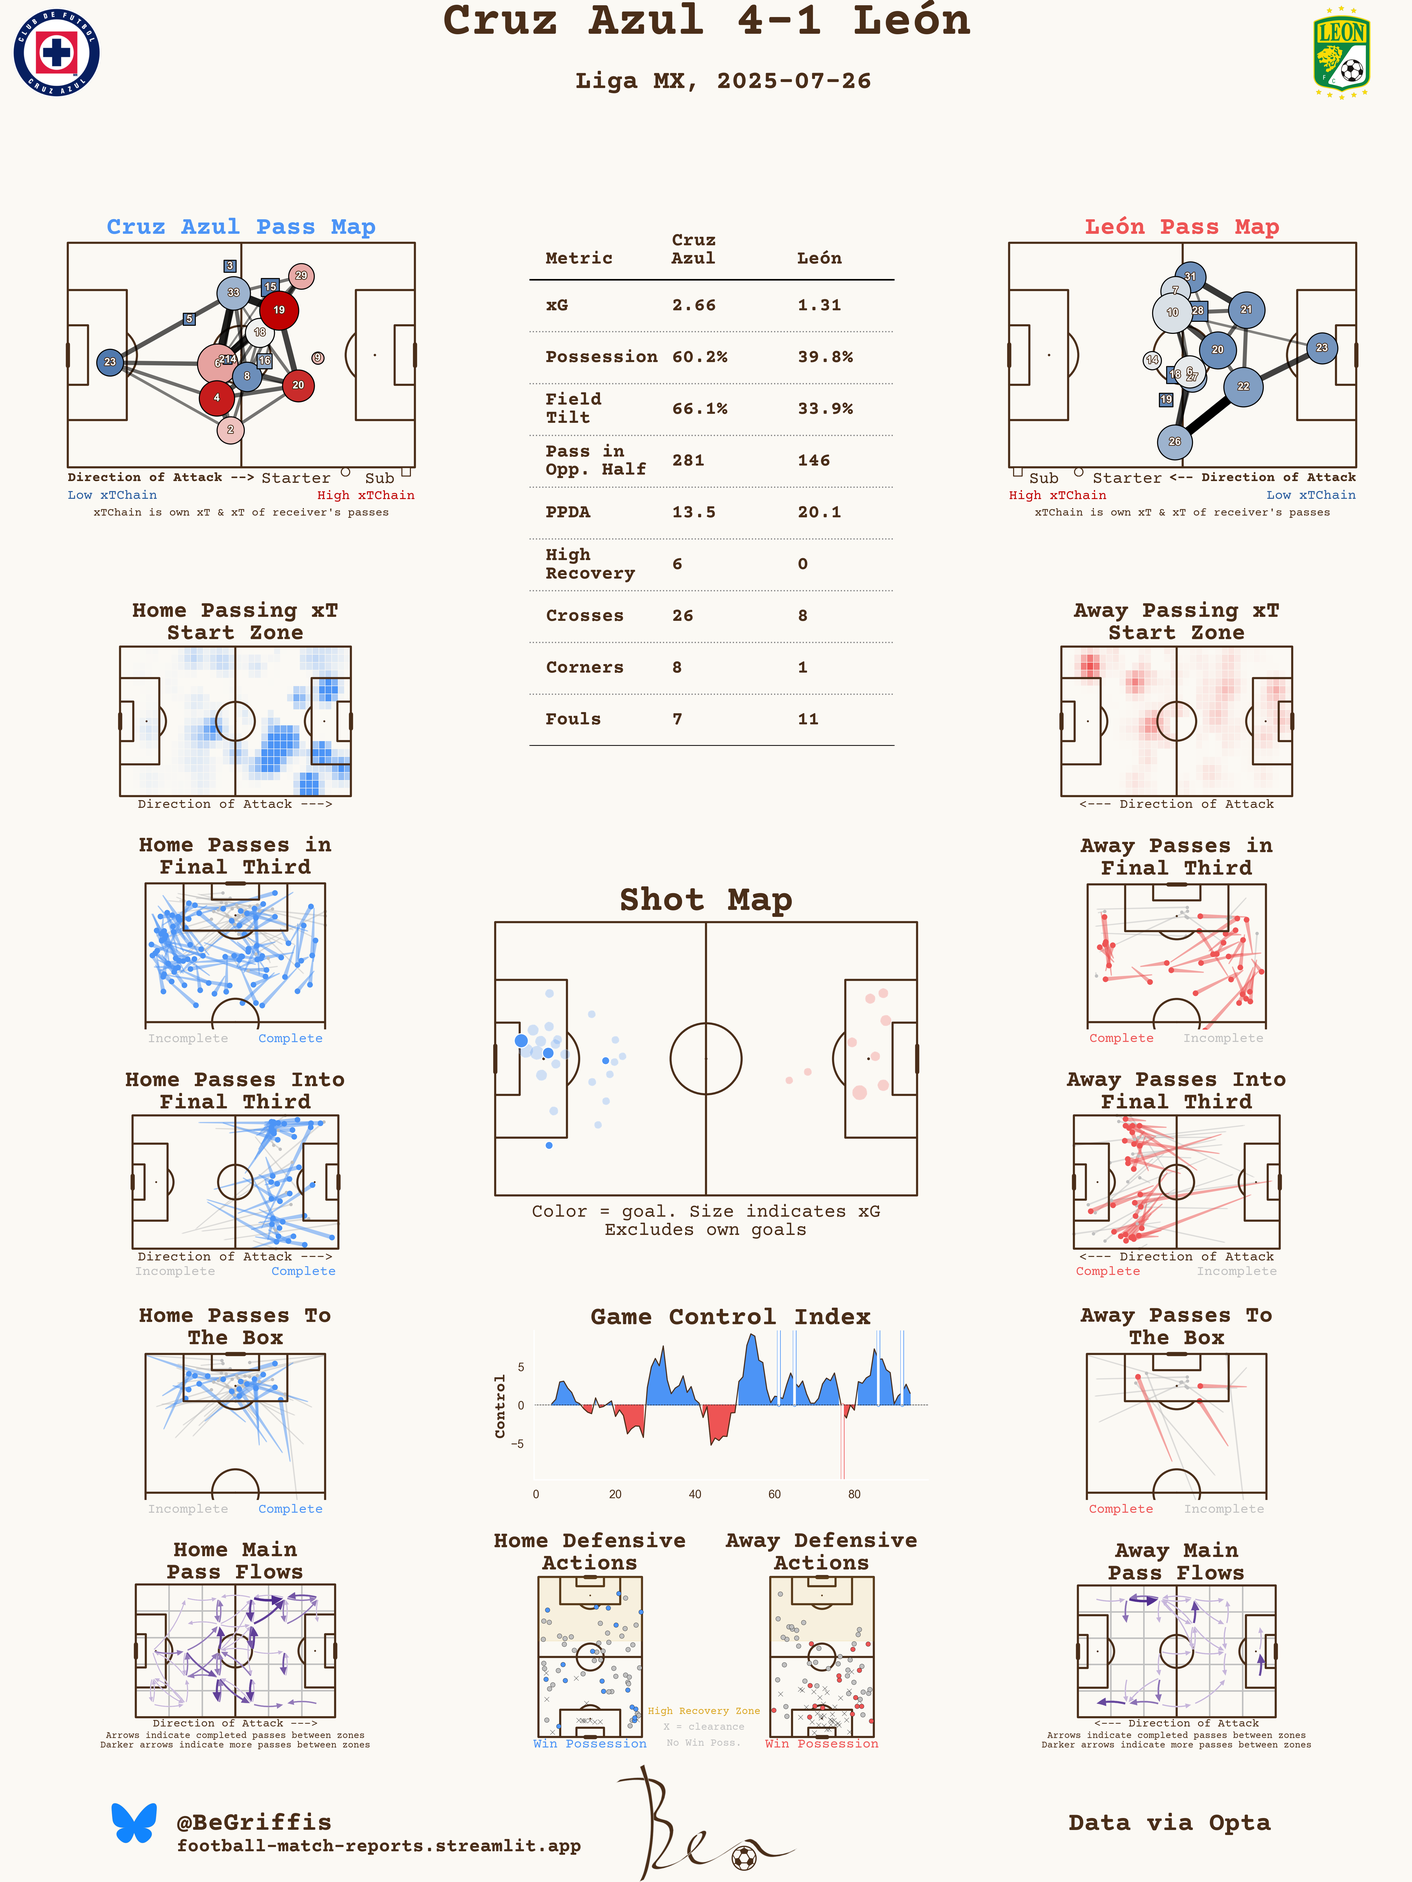 Cruz Azul 4-1 León
Liga MX, 2025-07-26
CLUB DE FUTBOL
CRUZ AZUL
LEON
F C
Cruz Azul Pass Map
3
29
15
33
19
5
18
23
6
16
9
8
20
4
2
Direction of Attack --> Starter Sub
Low xTChain High xTChain
xTChain is own xT & xT of receiver's passes
Metric Cruz Azul León
xG 2.66 1.31
Possession 60.2% 39.8%
Field Tilt 66.1% 33.9%
Pass in Opp. Half 281 146
PPDA 13.5 20.1
High Recovery 6 0
Crosses 26 8
Corners 8 1
Fouls 7 11
León Pass Map
31
7
10
28
21
20
23
14
18
6
27
22
19
26
Sub Starter <-- Direction of Attack
High xTChain Low xTChain
xTChain is own xT & xT of receiver's passes
Home Passing xT
Start Zone
Direction of Attack --->
Away Passing xT
Start Zone
<--- Direction of Attack
Home Passes in
Final Third
Incomplete Complete
Shot Map
Color = goal. Size indicates xG
Excludes own goals
Away Passes in
Final Third
Complete Incomplete
Home Passes Into
Final Third
Direction of Attack --->
Incomplete Complete
Away Passes Into
Final Third
<--- Direction of Attack
Complete Incomplete
Home Passes To
The Box
Incomplete Complete
Game Control Index
Control
5
0
−5
0 20 40 60 80
Away Passes To
The Box
Complete Incomplete
Home Main
Pass Flows
Direction of Attack --->
Arrows indicate completed passes between zones
Darker arrows indicate more passes between zones
Home Defensive
Actions
Win Possession
High Recovery Zone
X = clearance
No Win Poss.
Away Defensive
Actions
Win Possession
Away Main
Pass Flows
<--- Direction of Attack
Arrows indicate completed passes between zones
Darker arrows indicate more passes between zones
@BeGriffis
football-match-reports.streamlit.app
Ben
Data via Opta